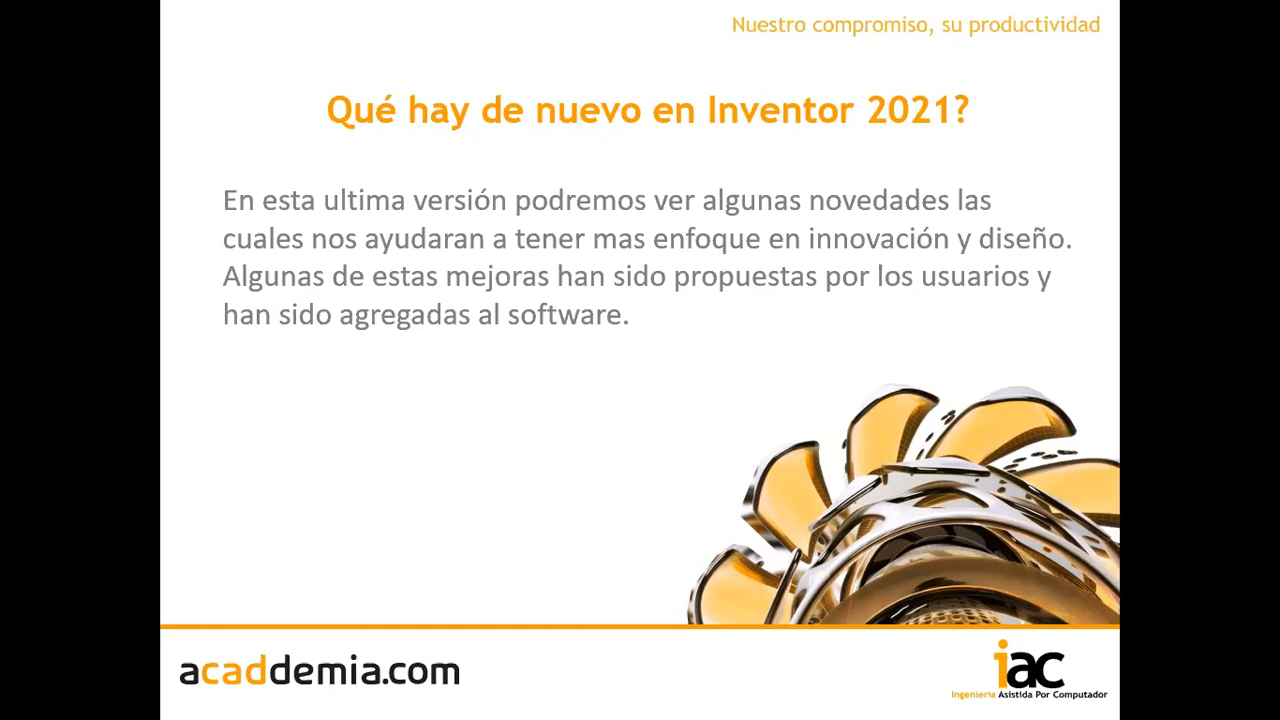 Nuestro compromiso, su productividad
Qué hay de nuevo en Inventor 2021?
En esta ultima versión podremos ver algunas novedades las
cuales nos ayudaran a tener mas enfoque en innovación y diseño.
Algunas de estas mejoras han sido propuestas por los usuarios y
han sido agregadas al software.
acaddemia.com
iac
Ingeniería Asistida Por Computador